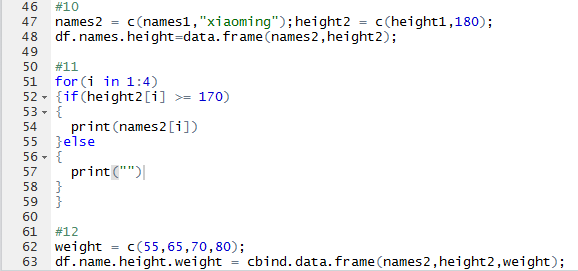 46 #10
47 names2 = c(names1,"xiaoming");height2 = c(height1,180);
48 df.names.height=data.frame(names2,height2);
49
50 #11
51 for(i in 1:4)
52 {if(height2[i] >= 170)
53 {
54   print(names2[i])
55 }else
56 {
57   print("")
58 }
59 }
60
61 #12
62 weight = c(55,65,70,80);
63 df.name.height.weight = cbind.data.frame(names2,height2,weight);